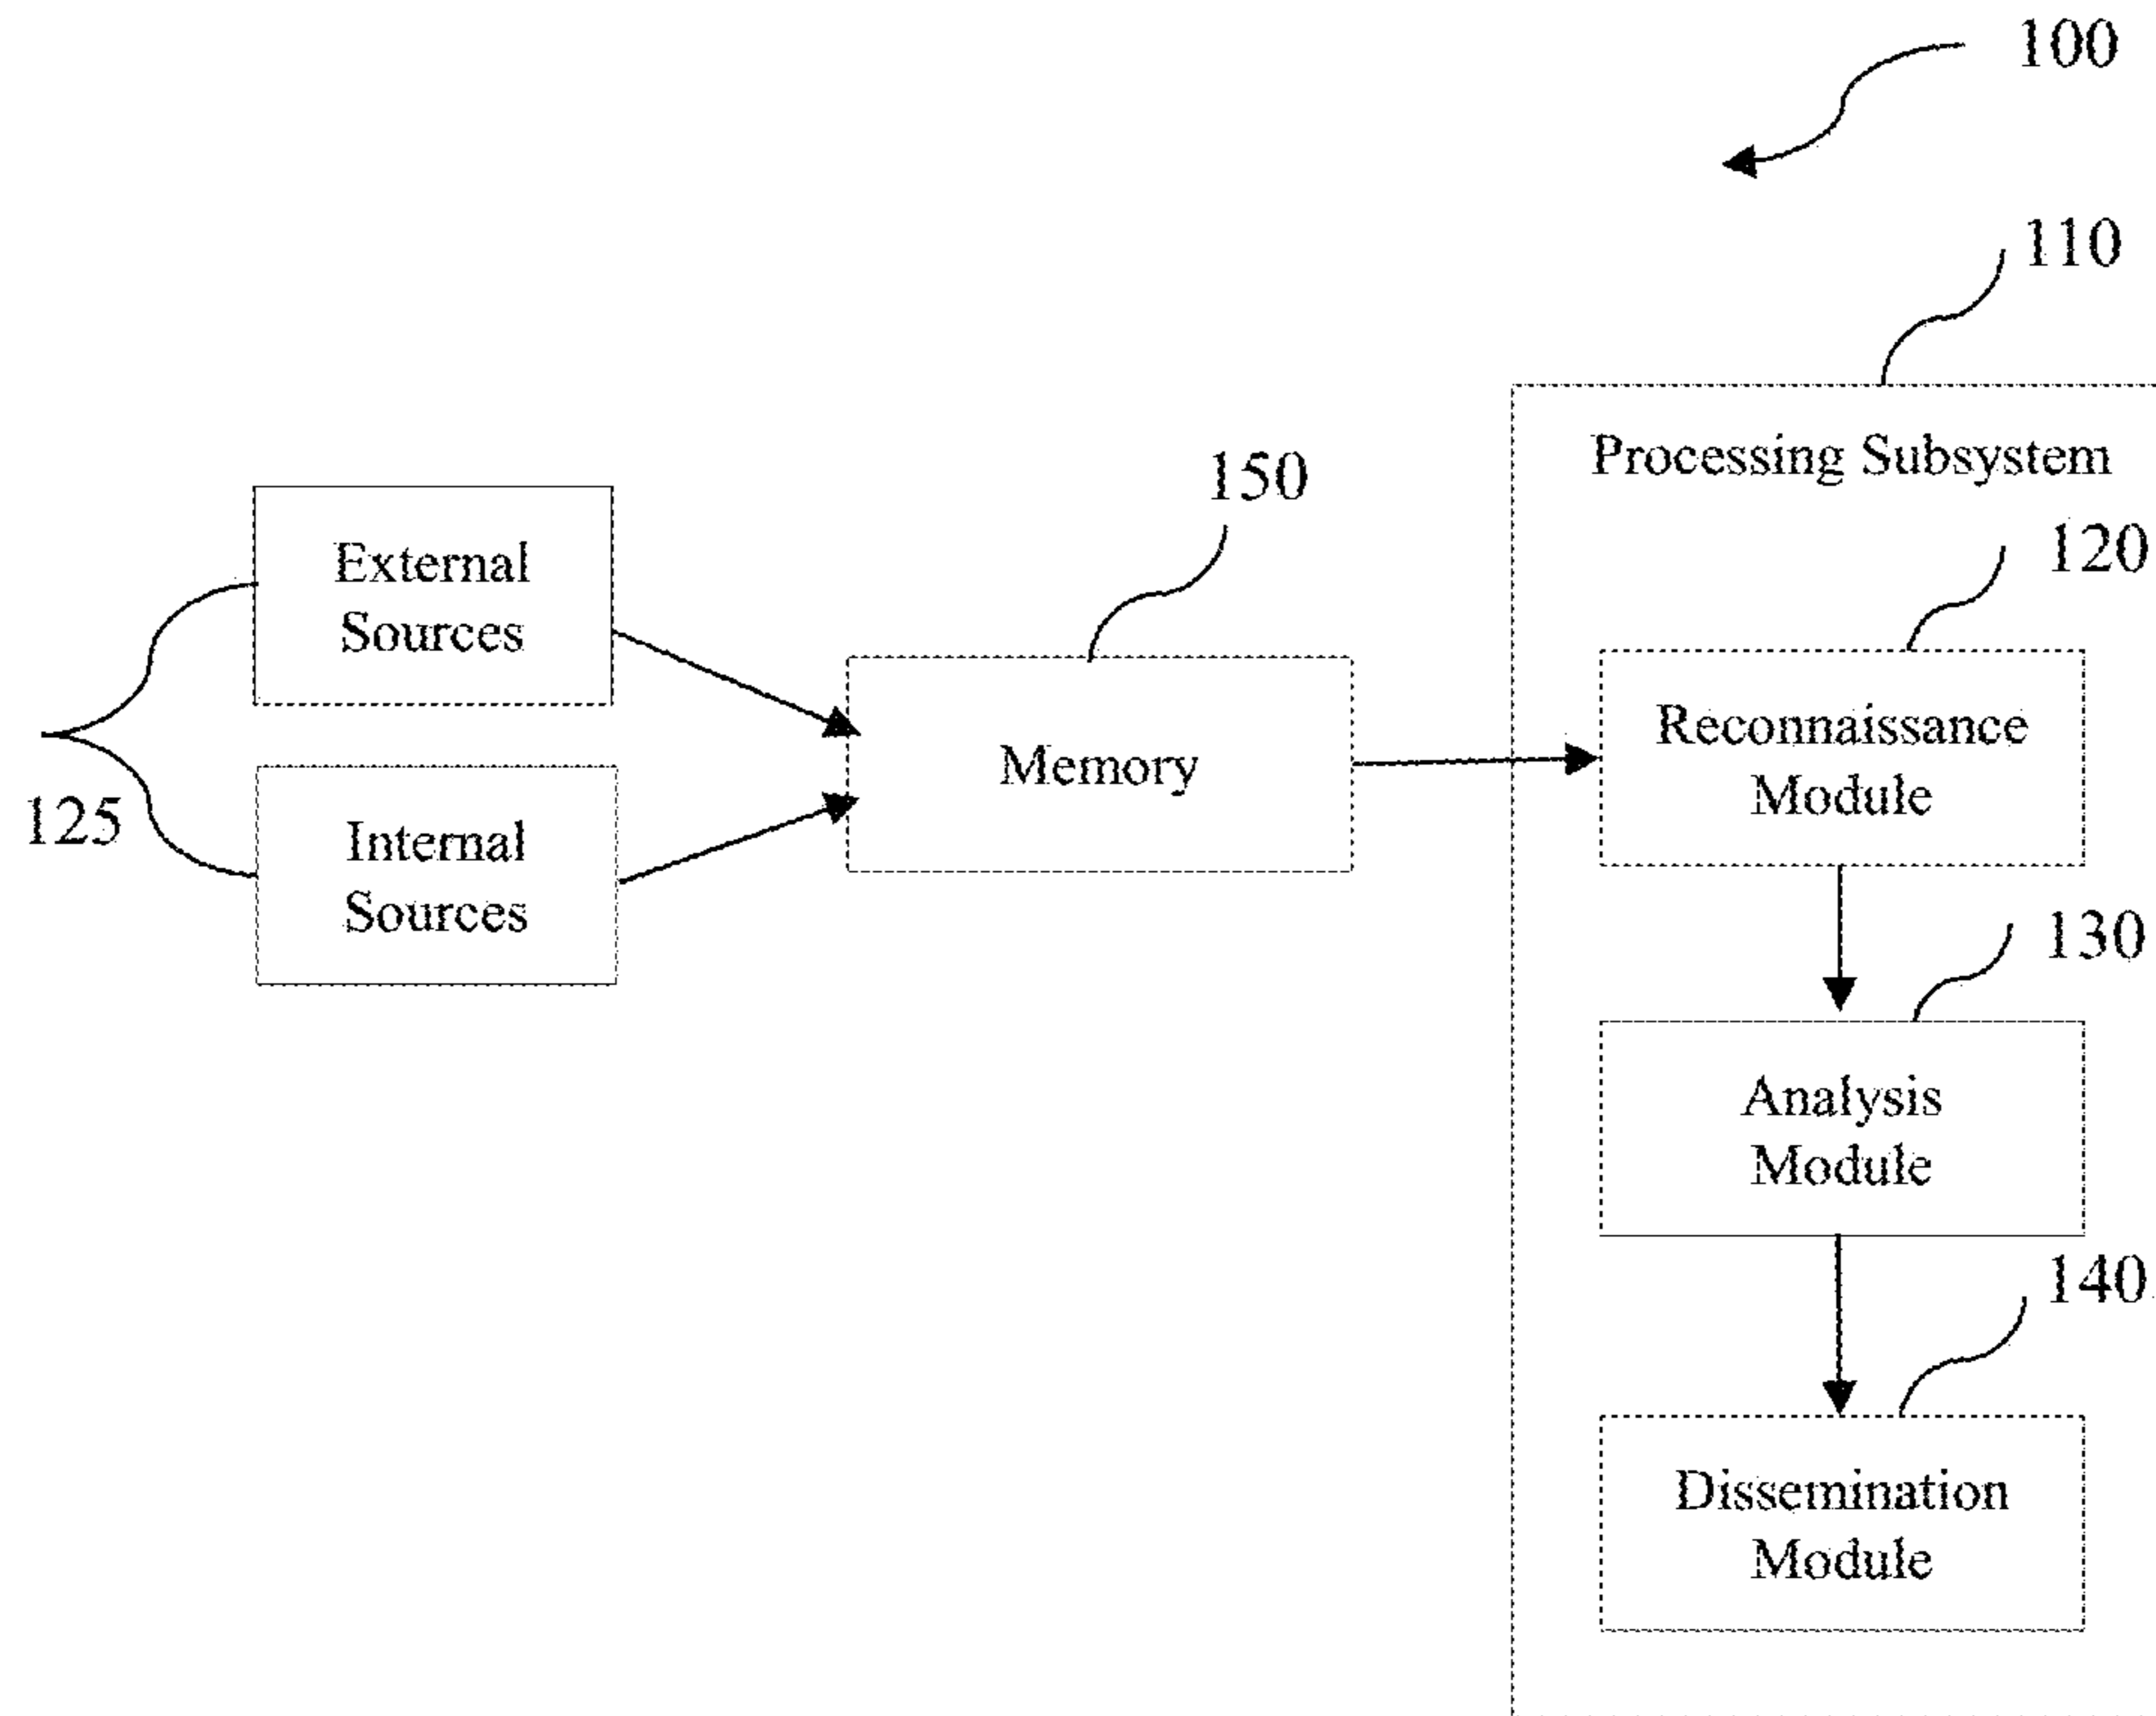 100
110
Processing Subsystem
150
120
External
Sources
Reconnaissance
Module
Memory
125
Internal
Sources
130
Analysis
Module
140
Dissemination
Module